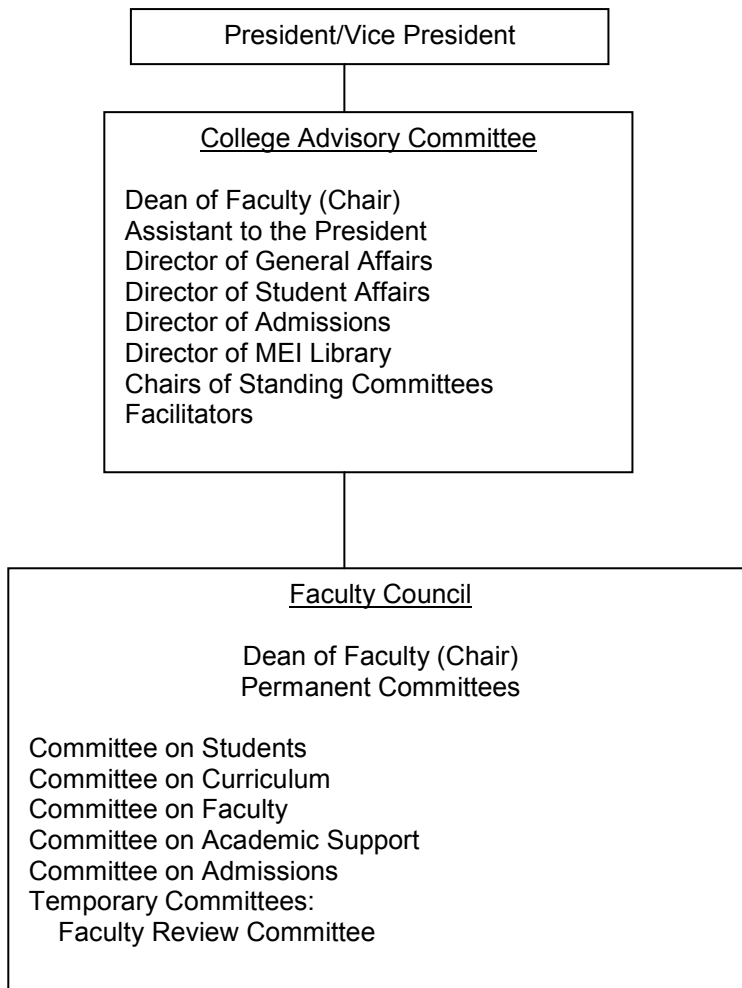 President/Vice President
College Advisory Committee
Dean of Faculty (Chair)
Assistant to the President
Director of General Affairs
Director of Student Affairs
Director of Admissions
Director of MEI Library
Chairs of Standing Committees
Facilitators
Faculty Council
Dean of Faculty (Chair)
Permanent Committees
Committee on Students
Committee on Curriculum
Committee on Faculty
Committee on Academic Support
Committee on Admissions
Temporary Committees:
Faculty Review Committee